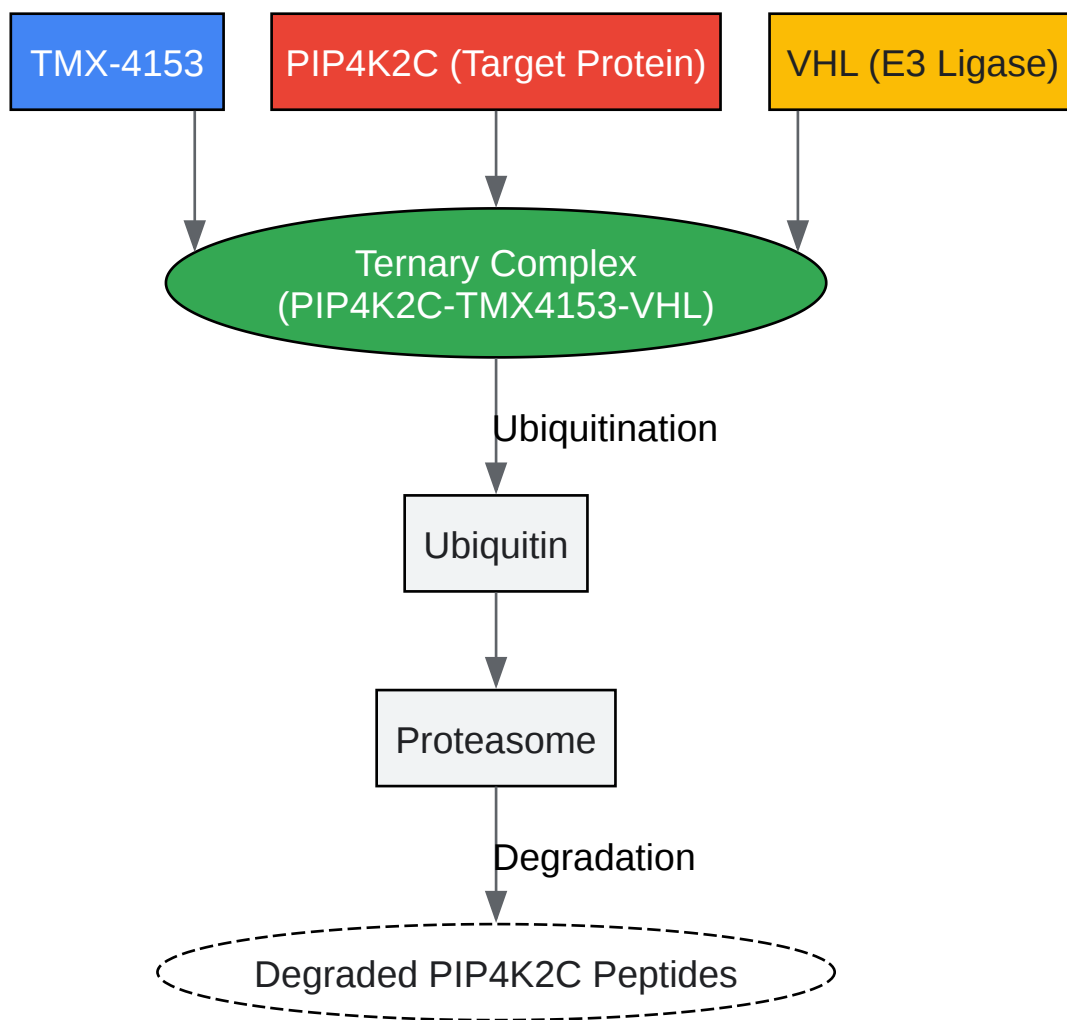 TMX-4153
PIP4K2C (Target Protein)
VHL (E3 Ligase)
Ternary Complex
(PIP4K2C-TMX4153-VHL)
Ubiquitination
Ubiquitin
Proteasome
Degradation
Degraded PIP4K2C Peptides